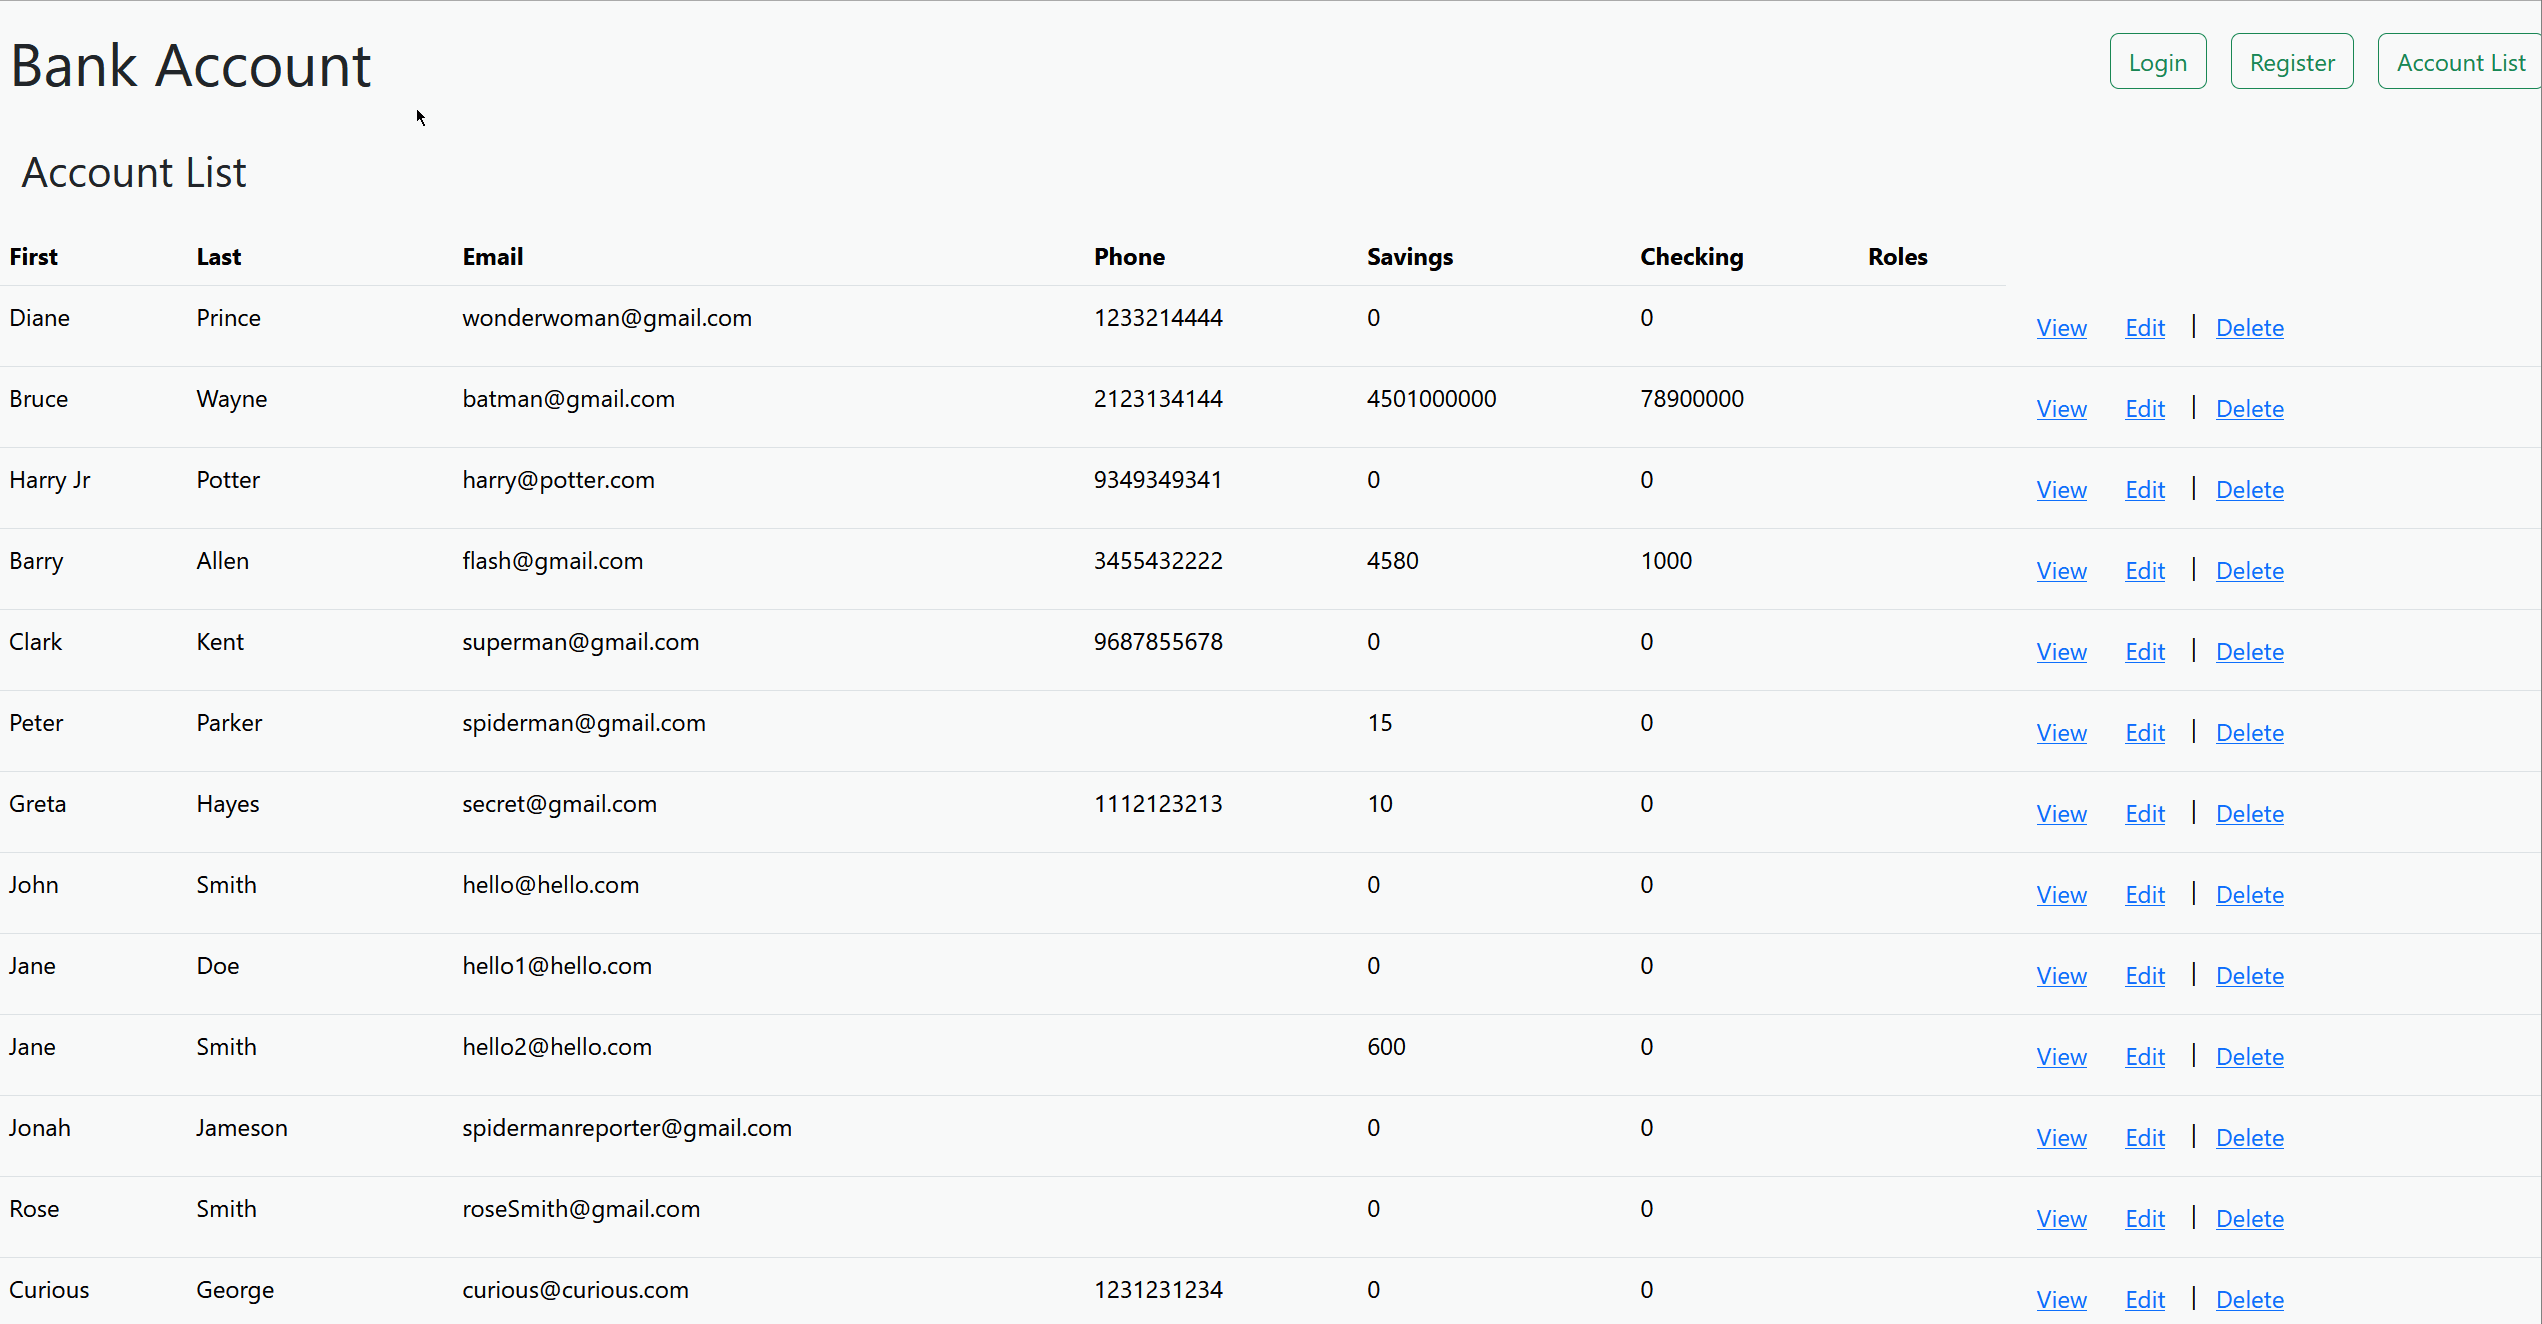 Bank Account Login Register Account List
Account List
First Last Email Phone Savings Checking Roles
Diane Prince wonderwoman@gmail.com 1233214444 0 0 View Edit | Delete
Bruce Wayne batman@gmail.com 2123134144 4501000000 78900000 View Edit | Delete
Harry Jr Potter harry@potter.com 9349349341 0 0 View Edit | Delete
Barry Allen flash@gmail.com 3455432222 4580 1000 View Edit | Delete
Clark Kent superman@gmail.com 9687855678 0 0 View Edit | Delete
Peter Parker spiderman@gmail.com 15 0 View Edit | Delete
Greta Hayes secret@gmail.com 1112123213 10 0 View Edit | Delete
John Smith hello@hello.com 0 0 View Edit | Delete
Jane Doe hello1@hello.com 0 0 View Edit | Delete
Jane Smith hello2@hello.com 600 0 View Edit | Delete
Jonah Jameson spidermanreporter@gmail.com 0 0 View Edit | Delete
Rose Smith roseSmith@gmail.com 0 0 View Edit | Delete
Curious George curious@curious.com 1231231234 0 0 View Edit | Delete